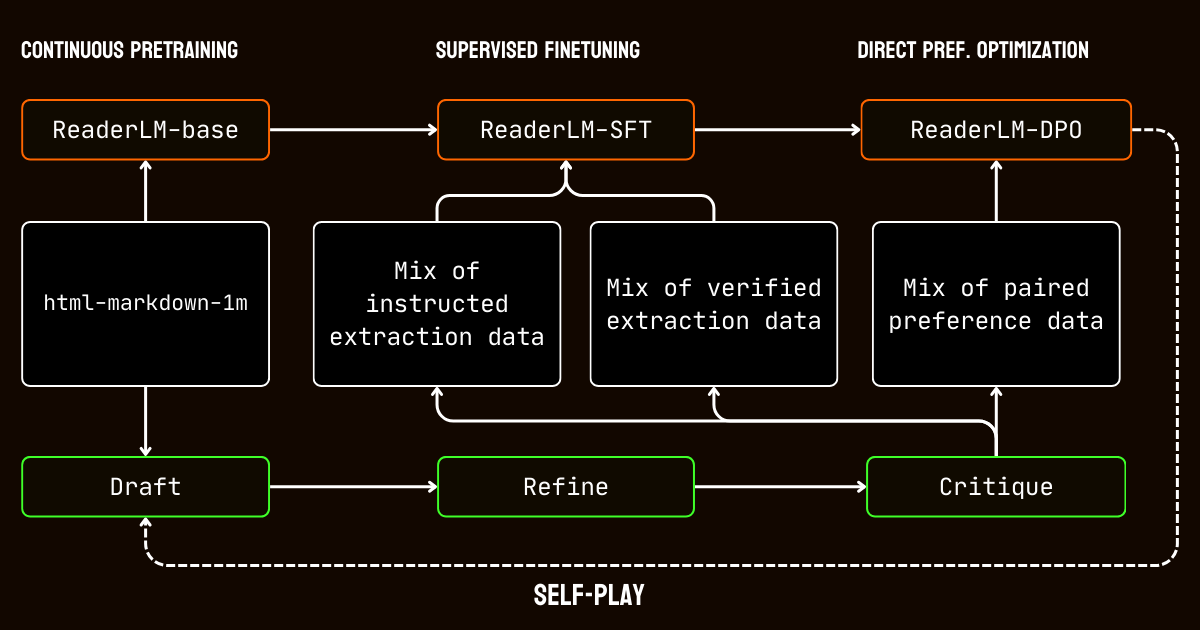 CONTINUOUS PRETRAINING
SUPERVISED FINETUNING
DIRECT PREF. OPTIMIZATION
ReaderLM-base
ReaderLM-SFT
ReaderLM-DPO
html-markdown-1m
Mix of
instructed
extraction data
Mix of verified
extraction data
Mix of paired
preference data
Draft
Refine
Critique
SELF-PLAY